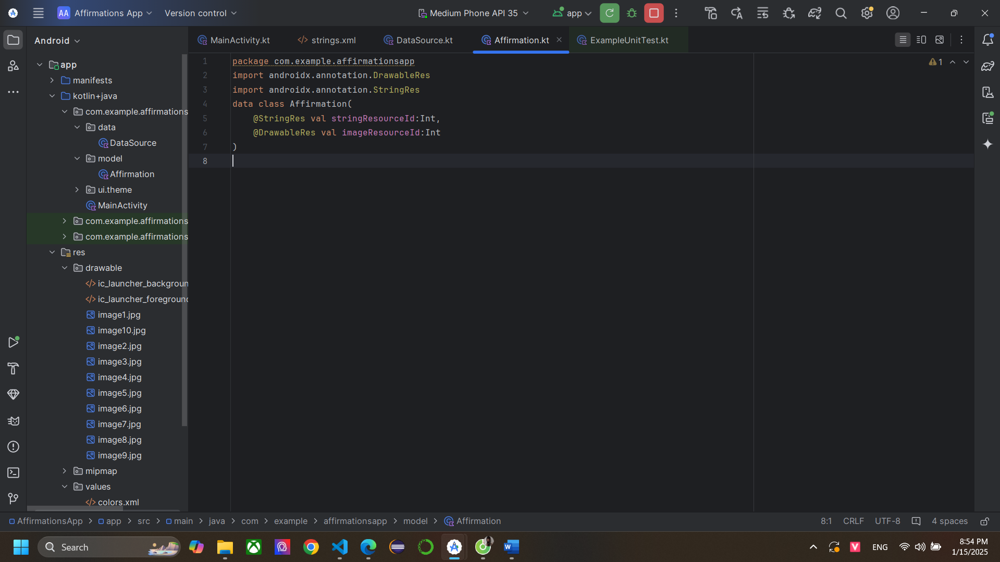 AA Affirmations App Version control Medium Phone API 35 app
Android
MainActivity.kt strings.xml DataSource.kt Affirmation.kt ExampleUnitTest.kt
app
manifests
kotlin+java
com.example.affirmations
data
DataSource
model
Affirmation
ui.theme
MainActivity
com.example.affirmations
com.example.affirmations
res
drawable
ic_launcher_backgroun
ic_launcher_foreground
image1.jpg
image10.jpg
image2.jpg
image3.jpg
image4.jpg
image5.jpg
image6.jpg
image7.jpg
image8.jpg
image9.jpg
mipmap
values
colors.xml
1 package com.example.affirmationsapp
2 import androidx.annotation.DrawableRes
3 import androidx.annotation.StringRes
4 data class Affirmation(
5 @StringRes val stringResourceId:Int,
6 @DrawableRes val imageResourceId:Int
7 )
8
1
AffirmationsApp > app > src > main > java > com > example > affirmationsapp > model > Affirmation 8:1 CRLF UTF-8 4 spaces
Search ENG 8:54 PM
1/15/2025